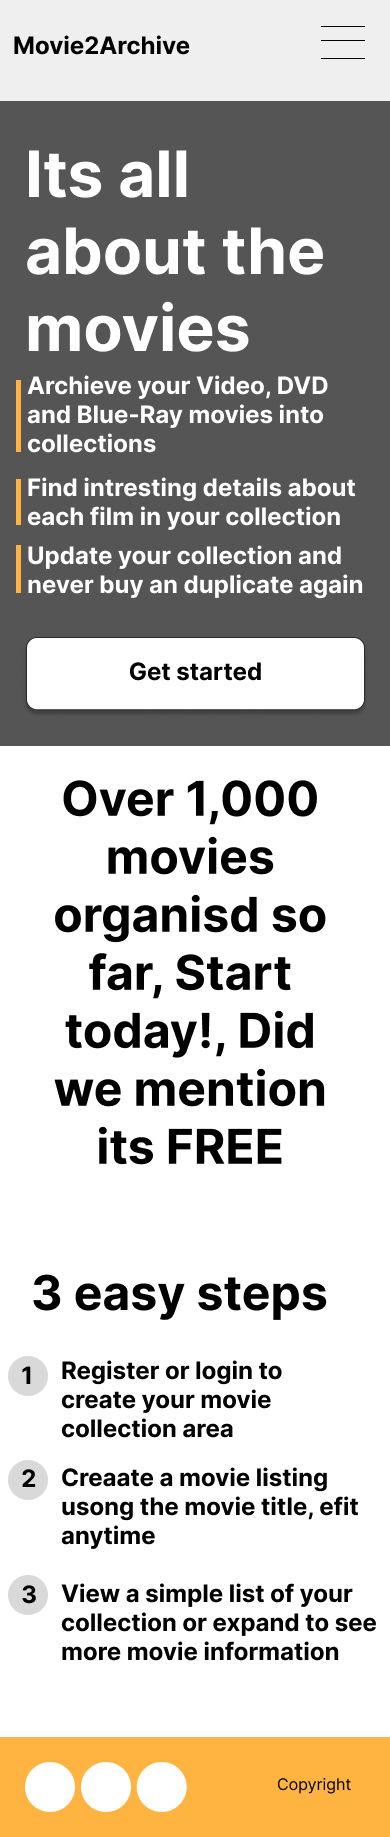 Movie2Archive
Its all
about the
movies
Archieve your Video, DVD
and Blue-Ray movies into
collections
Find intresting details about
each film in your collection
Update your collection and
never buy an duplicate again
Get started
Over 1,000
movies
organisd so
far, Start
today!, Did
we mention
its FREE
3 easy steps
1 Register or login to
create your movie
collection area
2 Creaate a movie listing
usong the movie title, efit
anytime
3 View a simple list of your
collection or expand to see
more movie information
Copyright